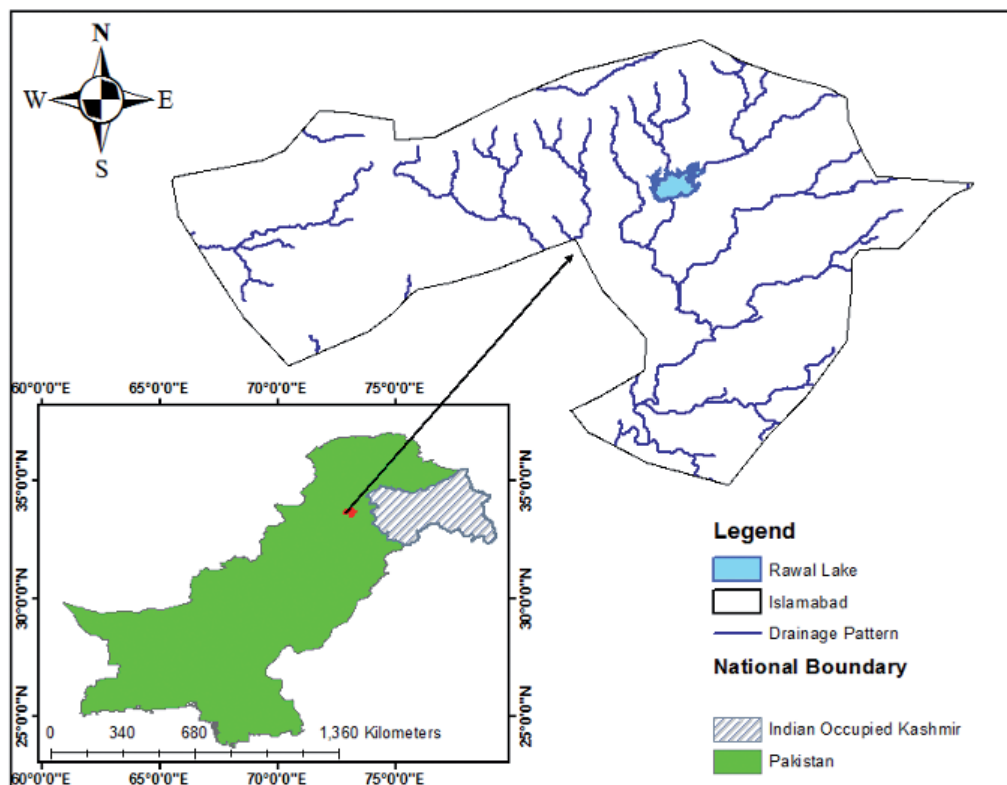 N
W E
S
60°0'0"E 65°0'0"E 70°0'0"E 75°0'0"E
35°0'0"N
30°0'0"N
25°0'0"N
35°0'0"N
30°0'0"N
25°0'0"N
0 340 680 1,360 Kilometers
60°0'0"E 65°0'0"E 70°0'0"E 75°0'0"E
Legend
Rawal Lake
Islamabad
Drainage Pattern
National Boundary
Indian Occupied Kashmir
Pakistan